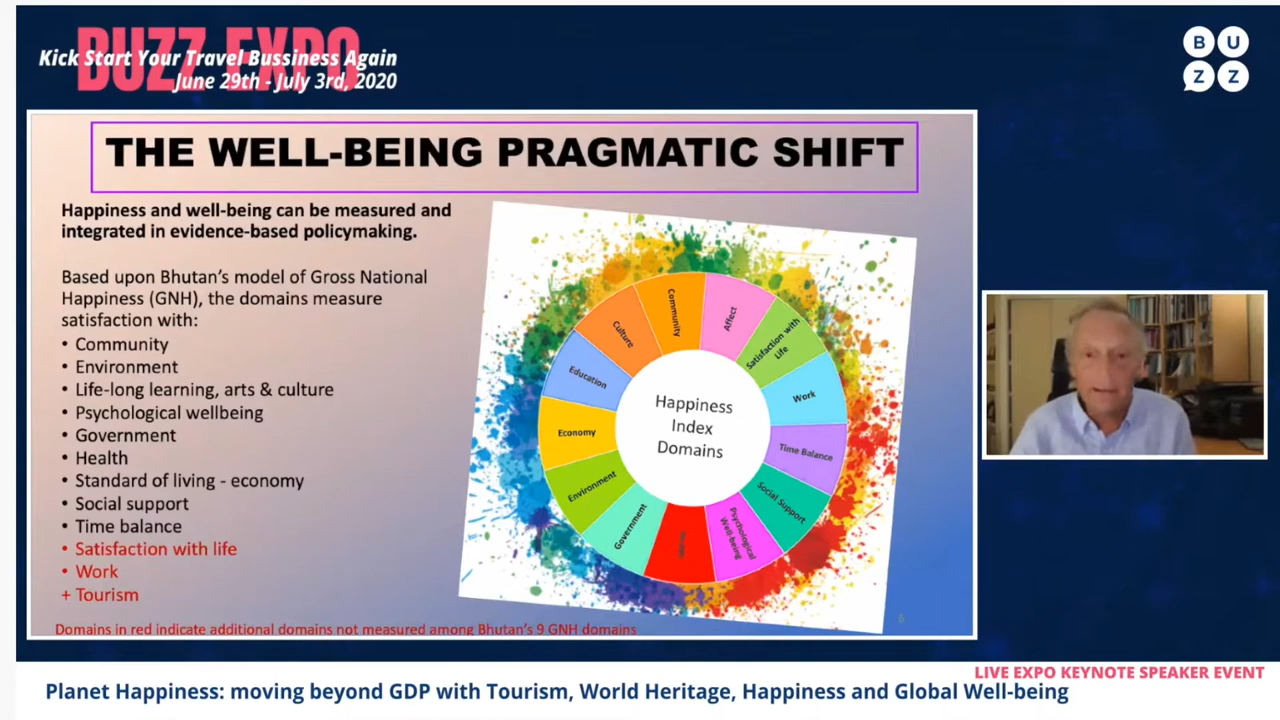 BUZZ EXPO
Kick Start Your Travel Bussiness Again
June 29th - July 3rd, 2020
B U
Z Z
THE WELL-BEING PRAGMATIC SHIFT
Happiness and well-being can be measured and
integrated in evidence-based policymaking.
Based upon Bhutan's model of Gross National
Happiness (GNH), the domains measure
satisfaction with:
• Community
• Environment
• Life-long learning, arts & culture
• Psychological wellbeing
• Government
• Health
• Standard of living - economy
• Social support
• Time balance
• Satisfaction with life
• Work
+ Tourism
Domains in red indicate additional domains not measured among Bhutan's 9 GNH domains
Happiness
Index
Domains
Community
Affect
Satisfaction with
Life
Work
Time Balance
Social Support
Psychological
Well-being
Government
Environment
Economy
Education
Culture
6
LIVE EXPO KEYNOTE SPEAKER EVENT
Planet Happiness: moving beyond GDP with Tourism, World Heritage, Happiness and Global Well-being